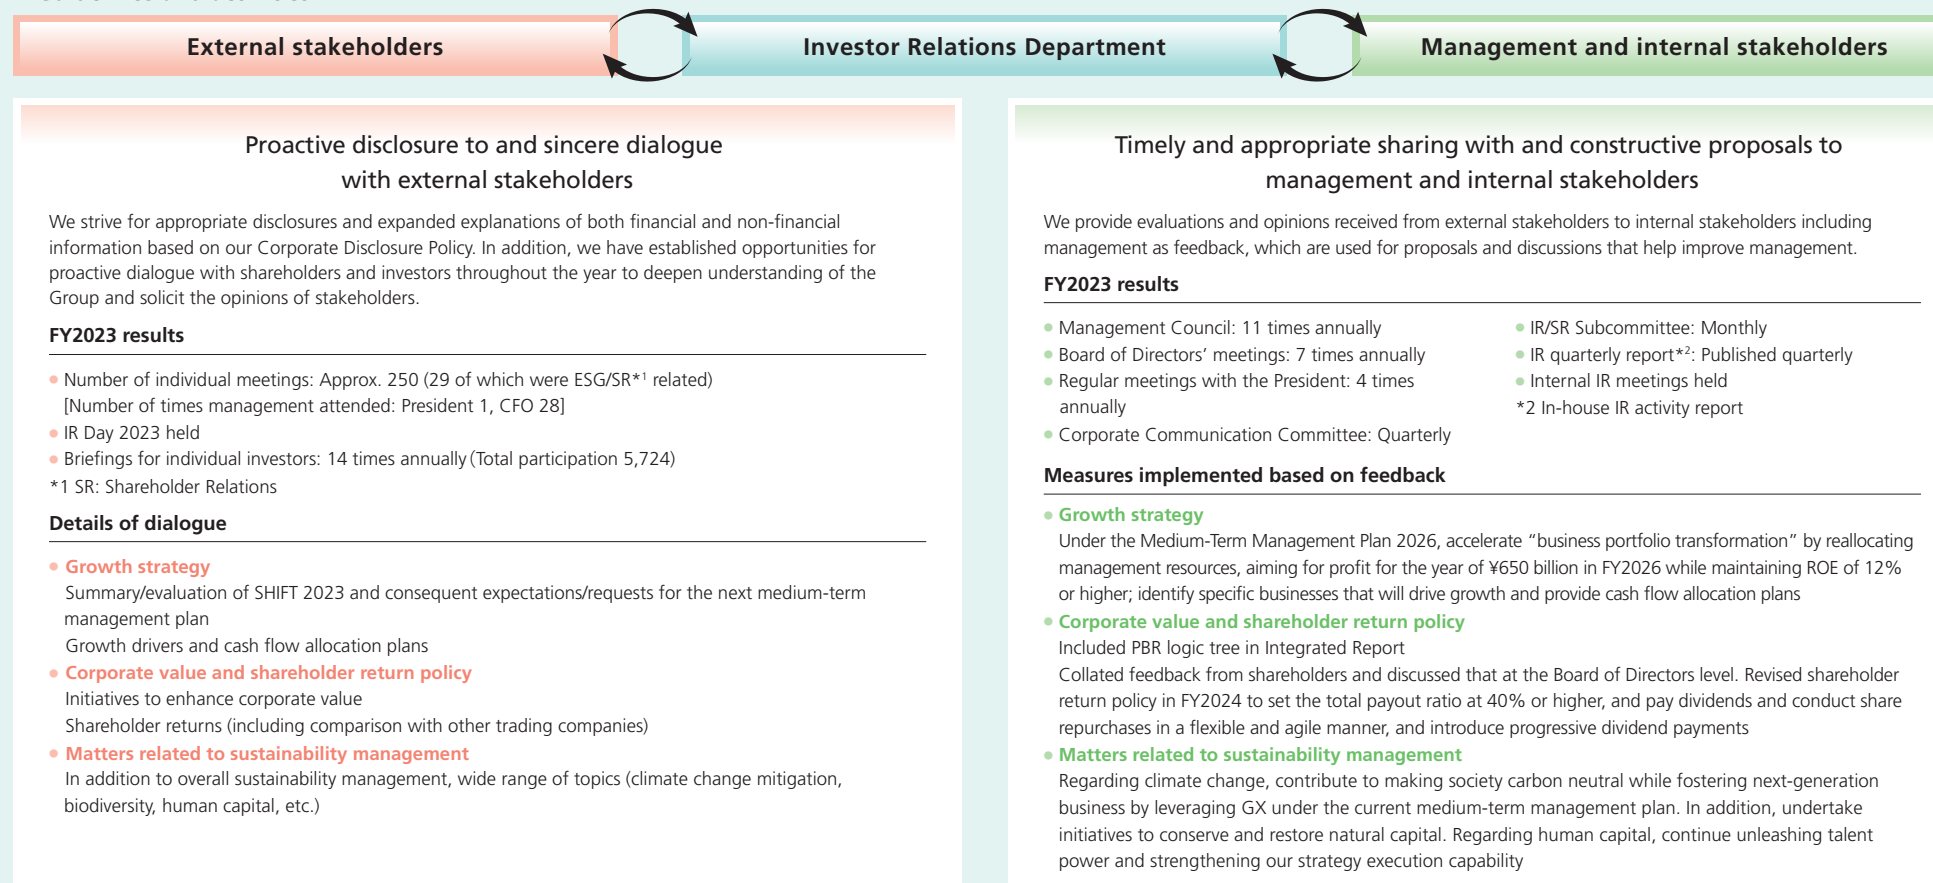 External stakeholders
Investor Relations Department
Management and internal stakeholders
Proactive disclosure to and sincere dialogue
with external stakeholders
We strive for appropriate disclosures and expanded explanations of both financial and non-financial
information based on our Corporate Disclosure Policy. In addition, we have established opportunities for
proactive dialogue with shareholders and investors throughout the year to deepen understanding of the
Group and solicit the opinions of stakeholders.
FY2023 results
• Number of individual meetings: Approx. 250 (29 of which were ESG/SR*1 related)
[Number of times management attended: President 1, CFO 28]
• IR Day 2023 held
• Briefings for individual investors: 14 times annually (Total participation 5,724)
*1 SR: Shareholder Relations
Details of dialogue
• Growth strategy
Summary/evaluation of SHIFT 2023 and consequent expectations/requests for the next medium-term
management plan
Growth drivers and cash flow allocation plans
• Corporate value and shareholder return policy
Initiatives to enhance corporate value
Shareholder returns (including comparison with other trading companies)
• Matters related to sustainability management
In addition to overall sustainability management, wide range of topics (climate change mitigation,
biodiversity, human capital, etc.)
Timely and appropriate sharing with and constructive proposals to
management and internal stakeholders
We provide evaluations and opinions received from external stakeholders to internal stakeholders including
management as feedback, which are used for proposals and discussions that help improve management.
FY2023 results
• Management Council: 11 times annually
• Board of Directors’ meetings: 7 times annually
• Regular meetings with the President: 4 times
annually
• Corporate Communication Committee: Quarterly
• IR/SR Subcommittee: Monthly
• IR quarterly report*2: Published quarterly
• Internal IR meetings held
*2 In-house IR activity report
Measures implemented based on feedback
• Growth strategy
Under the Medium-Term Management Plan 2026, accelerate “business portfolio transformation” by reallocating
management resources, aiming for profit for the year of ¥650 billion in FY2026 while maintaining ROE of 12%
or higher; identify specific businesses that will drive growth and provide cash flow allocation plans
• Corporate value and shareholder return policy
Included PBR logic tree in Integrated Report
Collated feedback from shareholders and discussed that at the Board of Directors level. Revised shareholder
return policy in FY2024 to set the total payout ratio at 40% or higher, and pay dividends and conduct share
repurchases in a flexible and agile manner, and introduce progressive dividend payments
• Matters related to sustainability management
Regarding climate change, contribute to making society carbon neutral while fostering next-generation
business by leveraging GX under the current medium-term management plan. In addition, undertake
initiatives to conserve and restore natural capital. Regarding human capital, continue unleashing talent
power and strengthening our strategy execution capability